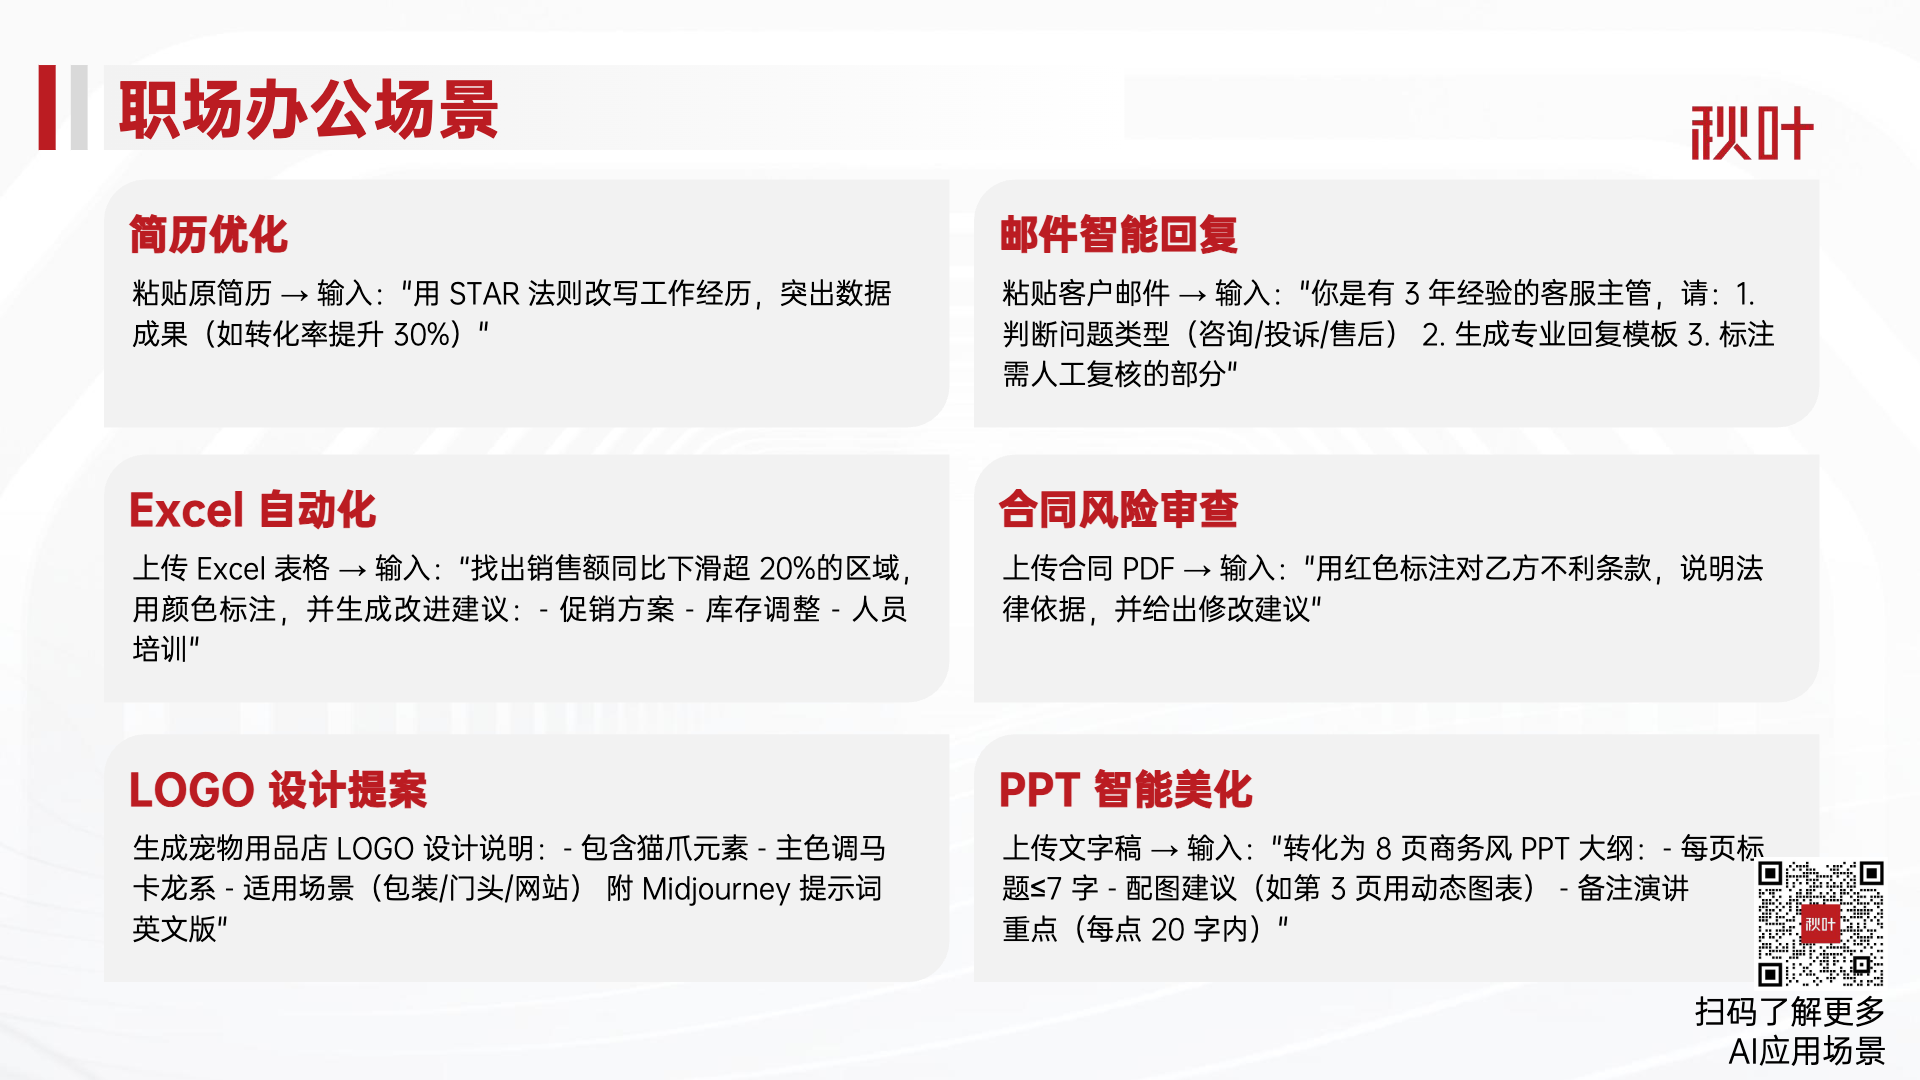 职场办公场景
秋叶
简历优化
粘贴原简历 → 输入："用 STAR 法则改写工作经历，突出数据
成果（如转化率提升 30%）"
邮件智能回复
粘贴客户邮件 → 输入："你是有 3 年经验的客服主管，请：1.
判断问题类型（咨询/投诉/售后） 2. 生成专业回复模板 3. 标注
需人工复核的部分"
Excel 自动化
上传 Excel 表格 → 输入："找出销售额同比下滑超 20%的区域，
用颜色标注，并生成改进建议：- 促销方案 - 库存调整 - 人员
培训"
合同风险审查
上传合同 PDF → 输入："用红色标注对乙方不利条款，说明法
律依据，并给出修改建议"
LOGO 设计提案
生成宠物用品店 LOGO 设计说明：- 包含猫爪元素 - 主色调马
卡龙系 - 适用场景（包装/门头/网站） 附 Midjourney 提示词
英文版"
PPT 智能美化
上传文字稿 → 输入："转化为 8 页商务风 PPT 大纲：- 每页标
题≤7 字 - 配图建议（如第 3 页用动态图表） - 备注演讲
重点（每点 20 字内）"
秋叶
扫码了解更多
AI应用场景